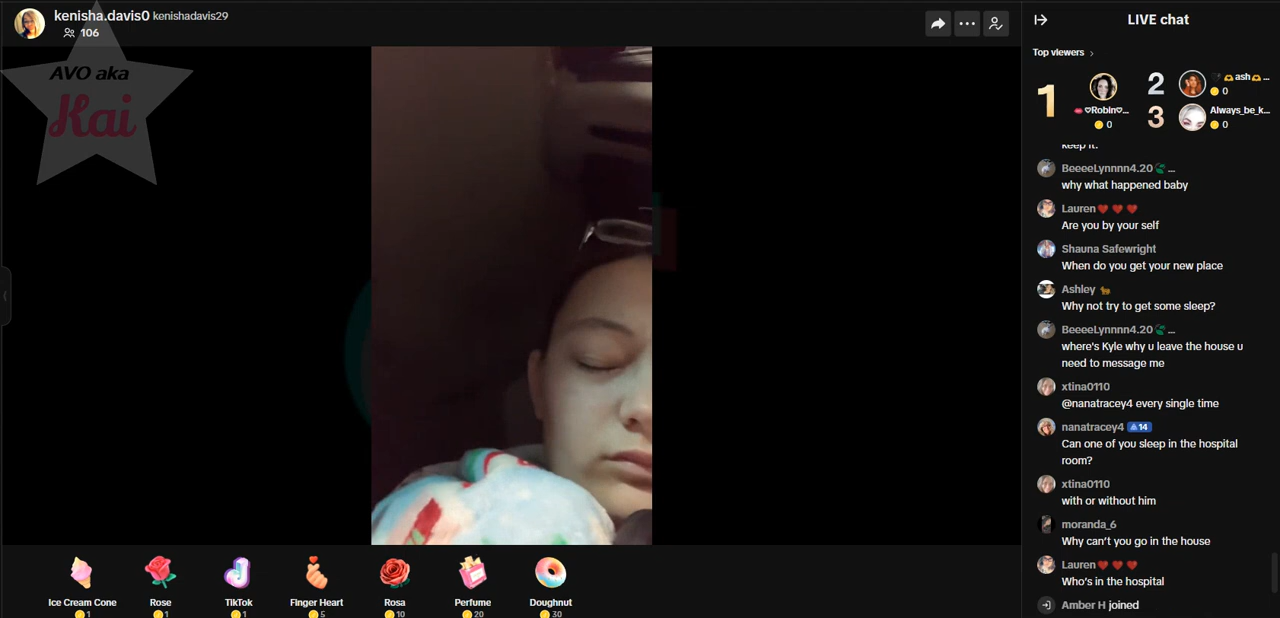 kenisha.davis0 kenishadavis29
106
AVO aka
Kai
LIVE chat
Top viewers
1
♡Robin♡...
0
2
ash ...
0
3
Always_be_k...
0
keep it.
BeeeeLynnnn4.20 ...
why what happened baby
Lauren
Are you by your self
Shauna Safewright
When do you get your new place
Ashley
Why not try to get some sleep?
BeeeeLynnnn4.20 ...
where's Kyle why u leave the house u
need to message me
xtina0110
@nanatracey4 every single time
nanatracey4 14
Can one of you sleep in the hospital
room?
xtina0110
with or without him
moranda_6
Why can't you go in the house
Lauren
Who's in the hospital
Amber H joined
Ice Cream Cone
1
Rose
1
TikTok
1
Finger Heart
5
Rosa
10
Perfume
20
Doughnut
30